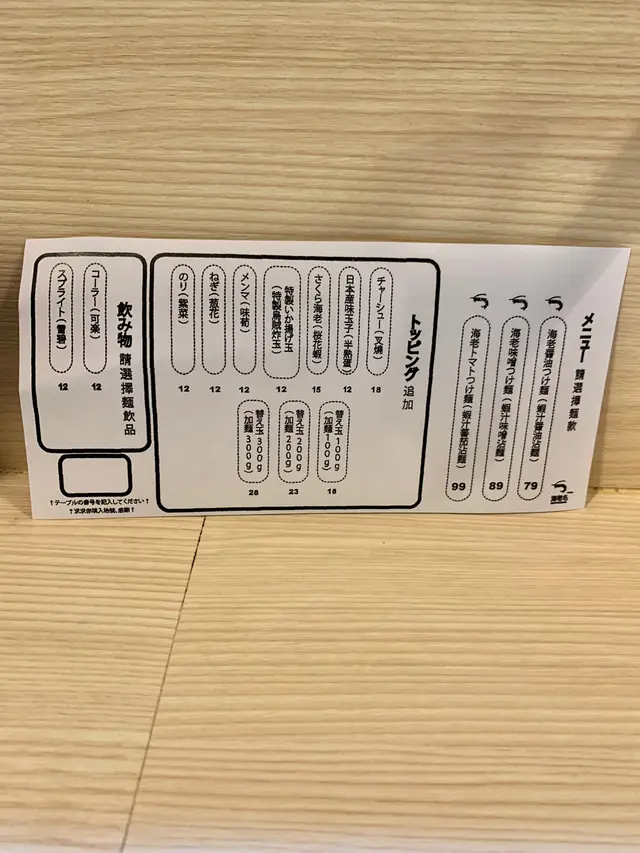 メニュー 請選擇麵飲
海老醤油つけ麺(蝦汁醬油沾麵)
79
海老味噌つけ麺(蝦汁味噌沾麵)
89
海老トマトつけ麺(蝦汁蕃茄沾麵)
99
トッピング 追加
チャーシュー(叉燒)
18
日本産味玉子(半熟蛋)
12
さくら海老(桜花蝦)
15
特製いか揚げ玉
(特製烏賊炸玉)
12
メンマ(味荀)
12
ねぎ(葱花)
12
のり(紫菜)
12
替え玉100g
(加麵100g)
18
替え玉200g
(加麵200g)
23
替え玉300g
(加麵300g)
28
飲み物 請選擇麵飲品
コーラー(可楽)
12
スプライト(雪碧)
12
↑テーブルの番号を記入してください↑